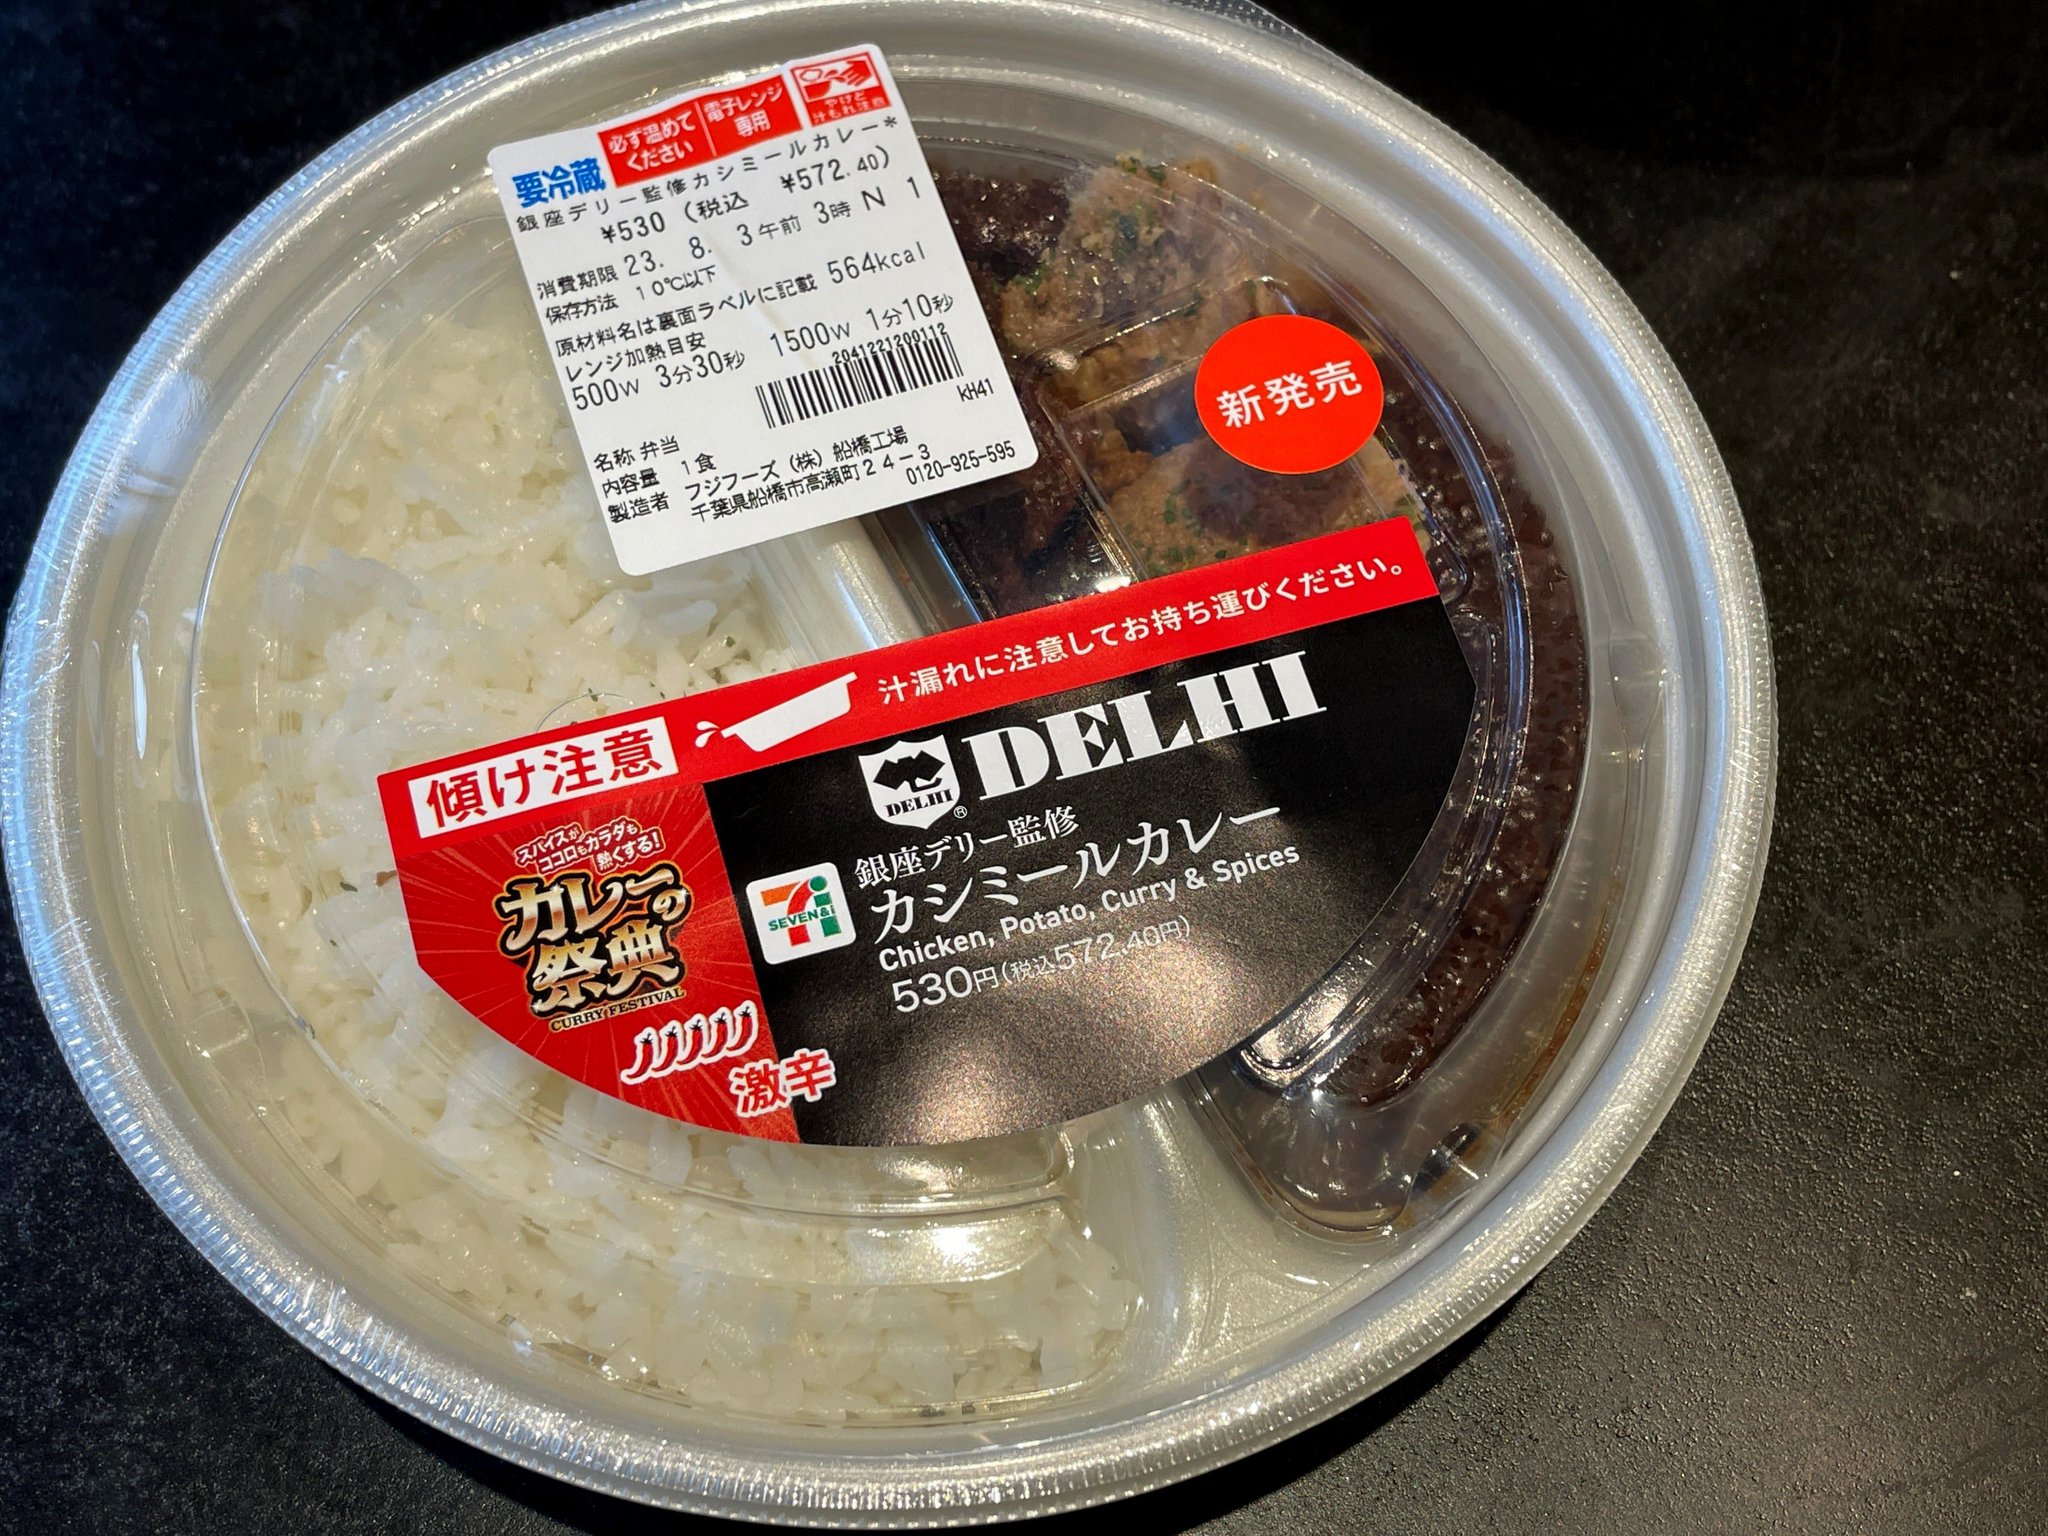 要冷蔵
必ず温めて
ください
電子レンジ
専用
やけど
汁もれ注意
銀座デリー監修カシミールカレー*
¥530 (税込 ¥572.40)
消費期限 23. 8. 3午前 3時 N 1
保存方法 10℃以下
原材料名は裏面ラベルに記載 564kcal
レンジ加熱目安
500W 3分30秒 1500W 1分10秒
2041221200112
KH41
名称 弁当
内容量 1食
製造者 フジフーズ(株)船橋工場
千葉県船橋市高瀬町24-3
0120-925-595
新発売
傾け注意
汁漏れに注意してお持ち運びください。
DELHI
DELHI
®
銀座デリー監修
カシミールカレー
Chicken, Potato, Curry & Spices
530円(税込572.40円)
SEVEN&i
スパイスが
ココロもカラダも
熱くする!
カレーの
祭典
CURRY FESTIVAL
激辛